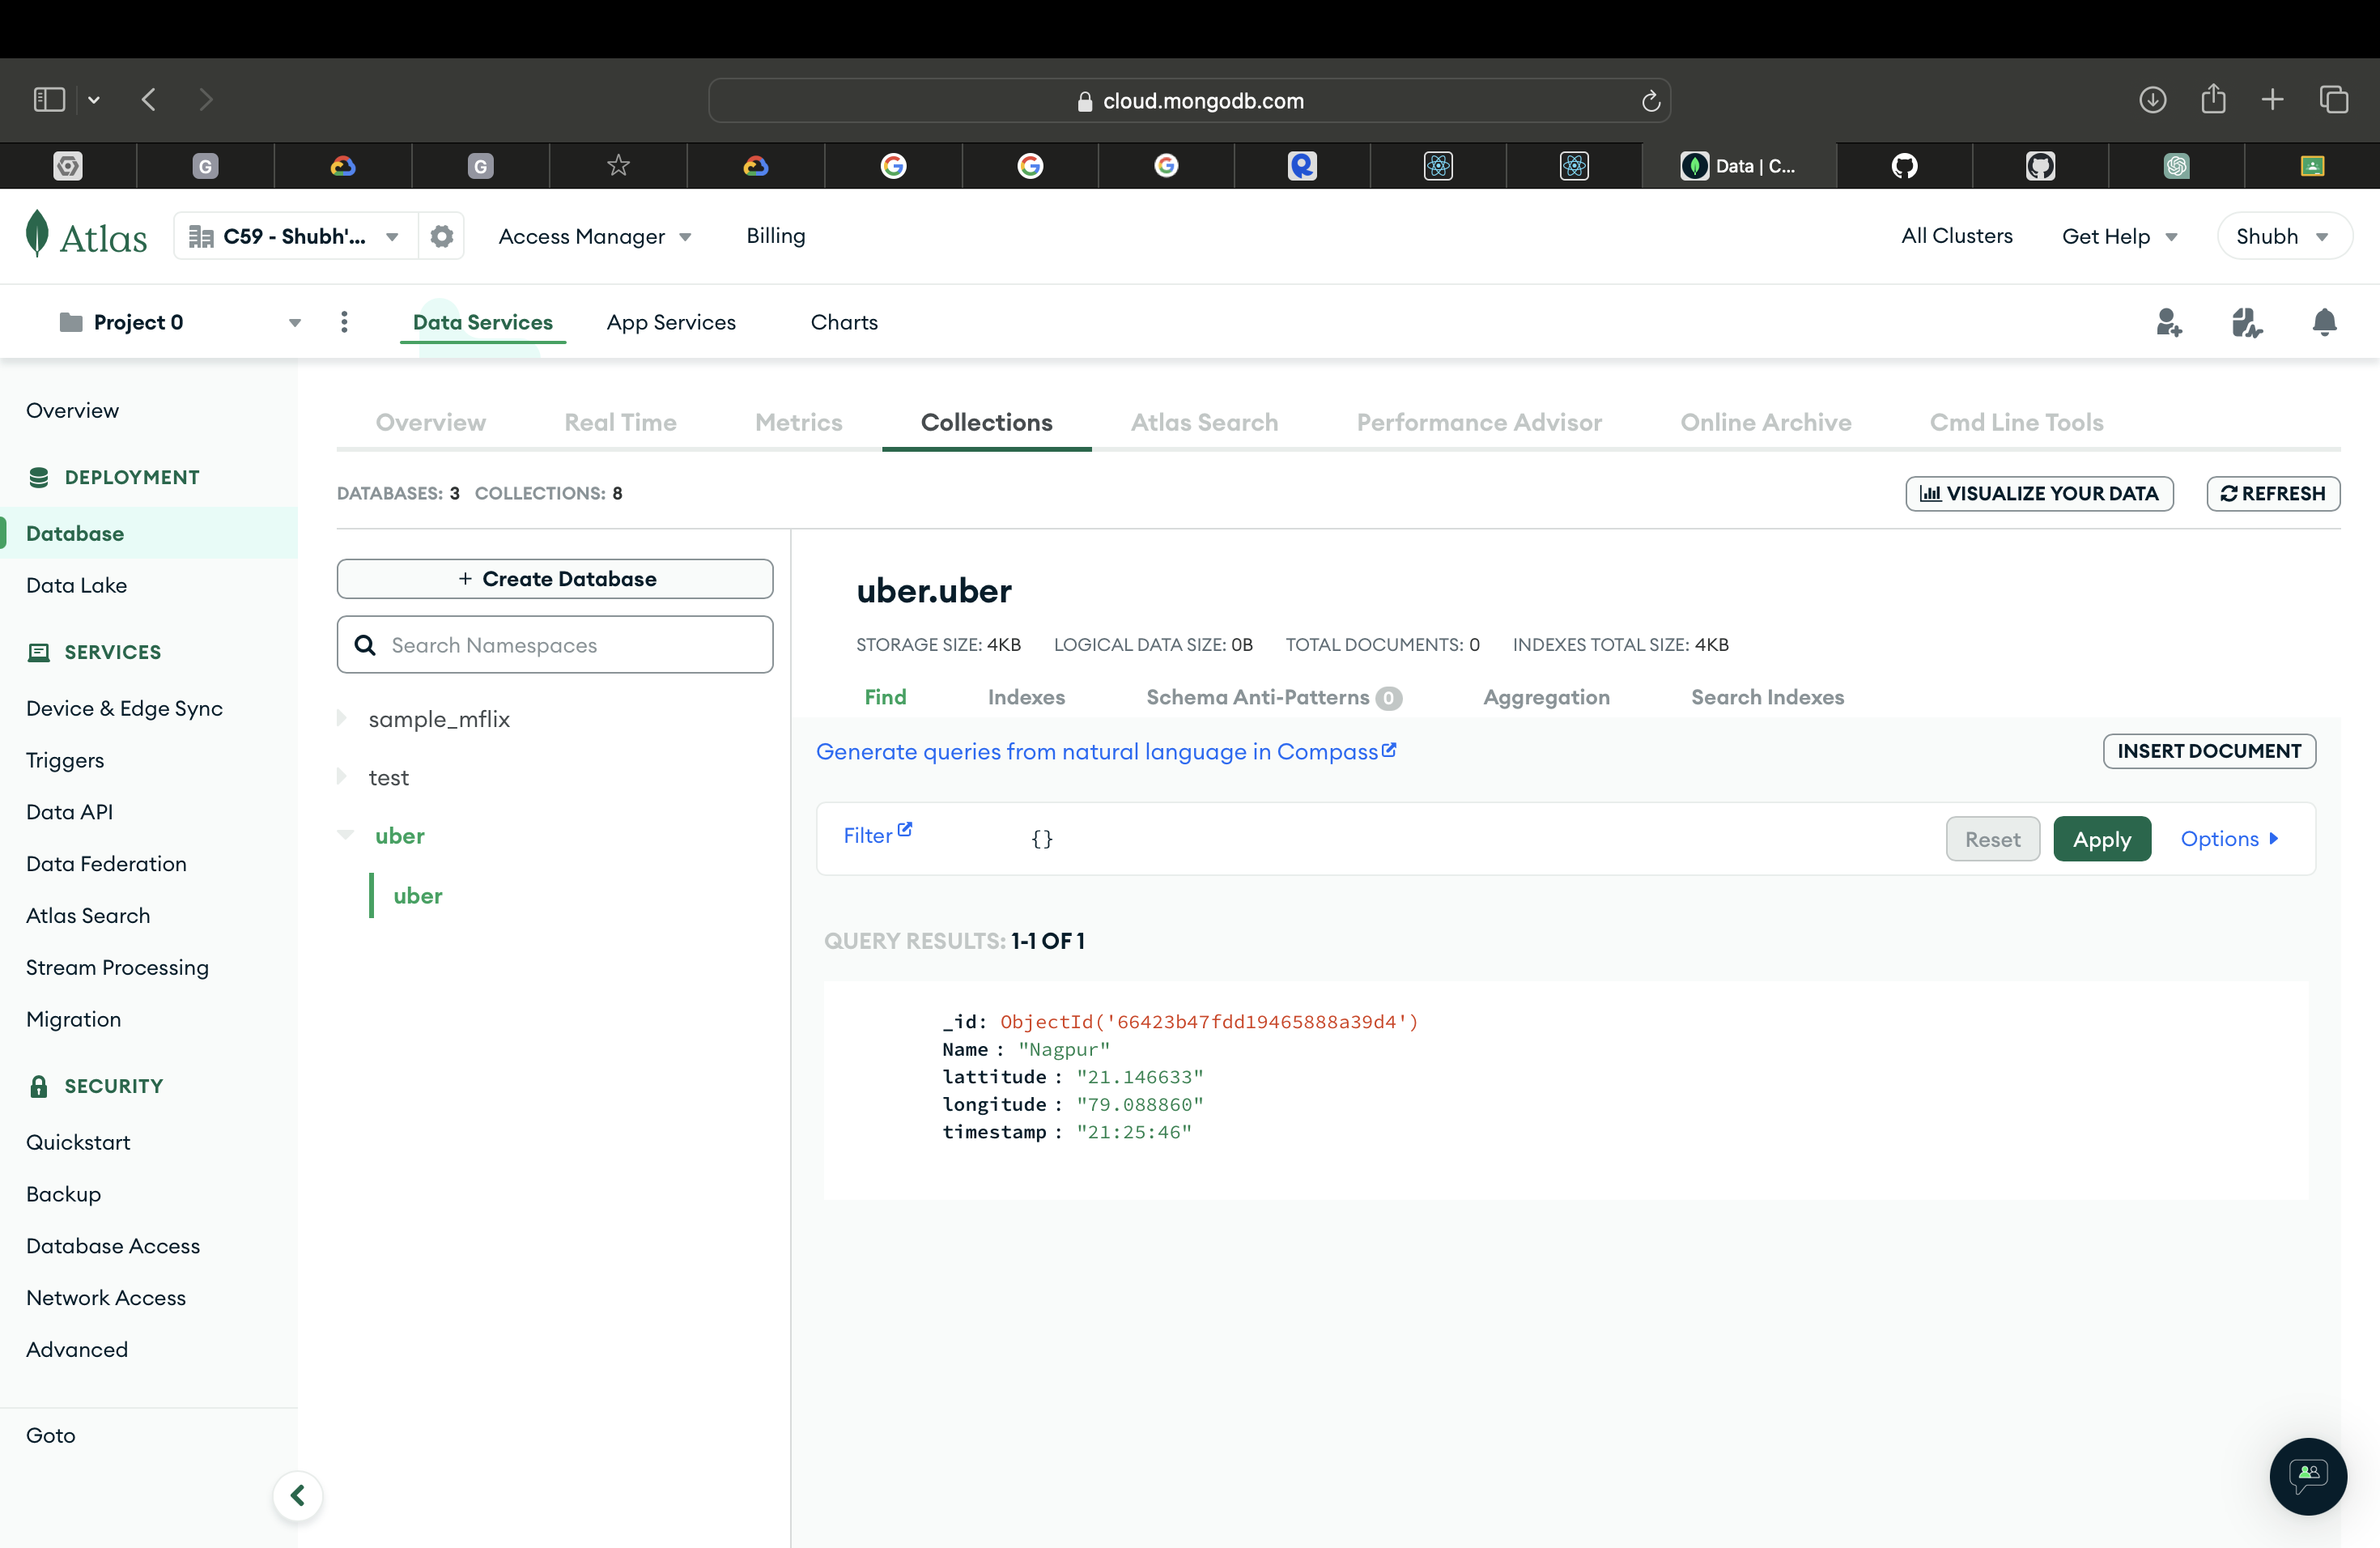 cloud.mongodb.com
G
G
Data | C...
Atlas
C59 - Shubh'...
Access Manager
Billing
All Clusters
Get Help
Shubh
Project 0
Data Services
App Services
Charts
Overview
DEPLOYMENT
Database
Data Lake
SERVICES
Device & Edge Sync
Triggers
Data API
Data Federation
Atlas Search
Stream Processing
Migration
SECURITY
Quickstart
Backup
Database Access
Network Access
Advanced
Goto
Overview Real Time Metrics Collections Atlas Search Performance Advisor Online Archive Cmd Line Tools
DATABASES: 3 COLLECTIONS: 8
VISUALIZE YOUR DATA
REFRESH
+ Create Database
Search Namespaces
sample_mflix
test
uber
uber
uber.uber
STORAGE SIZE: 4KB LOGICAL DATA SIZE: 0B TOTAL DOCUMENTS: 0 INDEXES TOTAL SIZE: 4KB
Find Indexes Schema Anti-Patterns 0 Aggregation Search Indexes
Generate queries from natural language in Compass
INSERT DOCUMENT
Filter {} Reset Apply Options
QUERY RESULTS: 1-1 OF 1
_id: ObjectId('66423b47fdd19465888a39d4')
Name : "Nagpur"
lattitude : "21.146633"
longitude : "79.088860"
timestamp : "21:25:46"